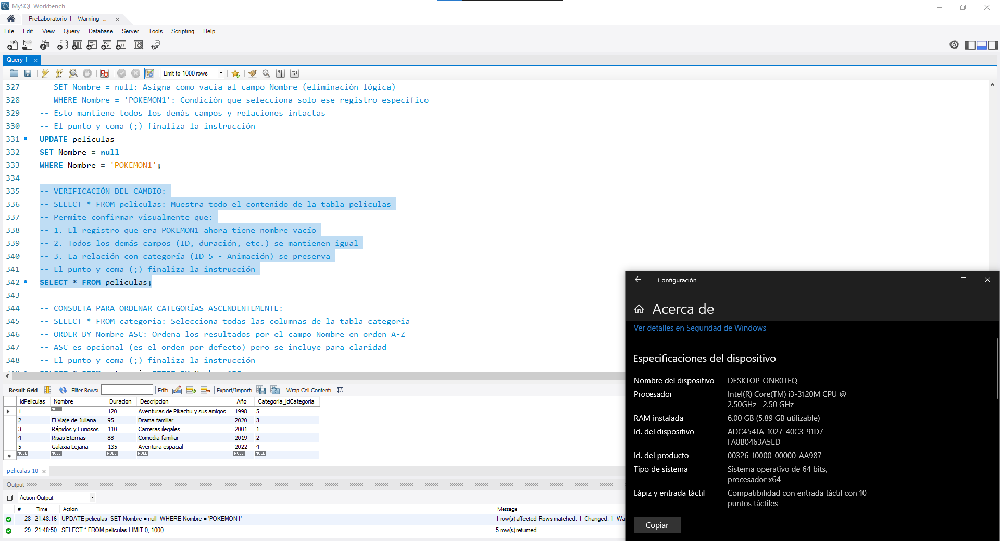 MySQL Workbench
PreLaboratorio 1 - Warning -...
File Edit View Query Database Server Tools Scripting Help
Query 1
Limit to 1000 rows
327 -- SET Nombre = null: Asigna como vacía al campo Nombre (eliminación lógica)
328 -- WHERE Nombre = 'POKEMON1': Condición que selecciona solo ese registro específico
329 -- Esto mantiene todos los demás campos y relaciones intactas
330 -- El punto y coma (;) finaliza la instrucción
331 UPDATE peliculas
332 SET Nombre = null
333 WHERE Nombre = 'POKEMON1';
334
335 -- VERIFICACIÓN DEL CAMBIO:
336 -- SELECT * FROM peliculas: Muestra todo el contenido de la tabla peliculas
337 -- Permite confirmar visualmente que:
338 -- 1. El registro que era POKEMON1 ahora tiene nombre vacío
339 -- 2. Todos los demás campos (ID, duración, etc.) se mantienen igual
340 -- 3. La relación con categoría (ID 5 - Animación) se preserva
341 -- El punto y coma (;) finaliza la instrucción
342 SELECT * FROM peliculas;
343
344 -- CONSULTA PARA ORDENAR CATEGORÍAS ASCENDENTEMENTE:
345 -- SELECT * FROM categoria: Selecciona todas las columnas de la tabla categoria
346 -- ORDER BY Nombre ASC: Ordena los resultados por el campo Nombre en orden A-Z
347 -- ASC es opcional (es el orden por defecto) pero se incluye para claridad
348 -- El punto y coma (;) finaliza la instrucción
Result Grid Filter Rows: Edit: Export/Import: Wrap Cell Content:
idPeliculas Nombre Duracion Descripcion Año Categoria_idCategoria
1 NULL 120 Aventuras de Pikachu y sus amigos 1998 5
2 El Viaje de Juliana 95 Drama familiar 2020 3
3 Rápidos y Furiosos 110 Carreras ilegales 2001 1
4 Risas Eternas 88 Comedia familiar 2019 2
5 Galaxia Lejana 135 Aventura espacial 2022 4
NULL NULL NULL NULL NULL NULL
peliculas 10
Output
Action Output
# Time Action Message
28 21:48:16 UPDATE peliculas SET Nombre = null WHERE Nombre = 'POKEMON1' 1 row(s) affected Rows matched: 1 Changed: 1 Wa
29 21:48:50 SELECT * FROM peliculas LIMIT 0, 1000 5 row(s) returned
Configuración
Acerca de
Ver detalles en Seguridad de Windows
Especificaciones del dispositivo
Nombre del dispositivo DESKTOP-ONR0TEQ
Procesador Intel(R) Core(TM) i3-3120M CPU @
2.50GHz 2.50 GHz
RAM instalada 6.00 GB (5.89 GB utilizable)
Id. del dispositivo ADC4541A-1027-40C3-91D7-
FA8B0463A5ED
Id. del producto 00326-10000-00000-AA987
Tipo de sistema Sistema operativo de 64 bits,
procesador x64
Lápiz y entrada táctil Compatibilidad con entrada táctil con 10
puntos táctiles
Copiar